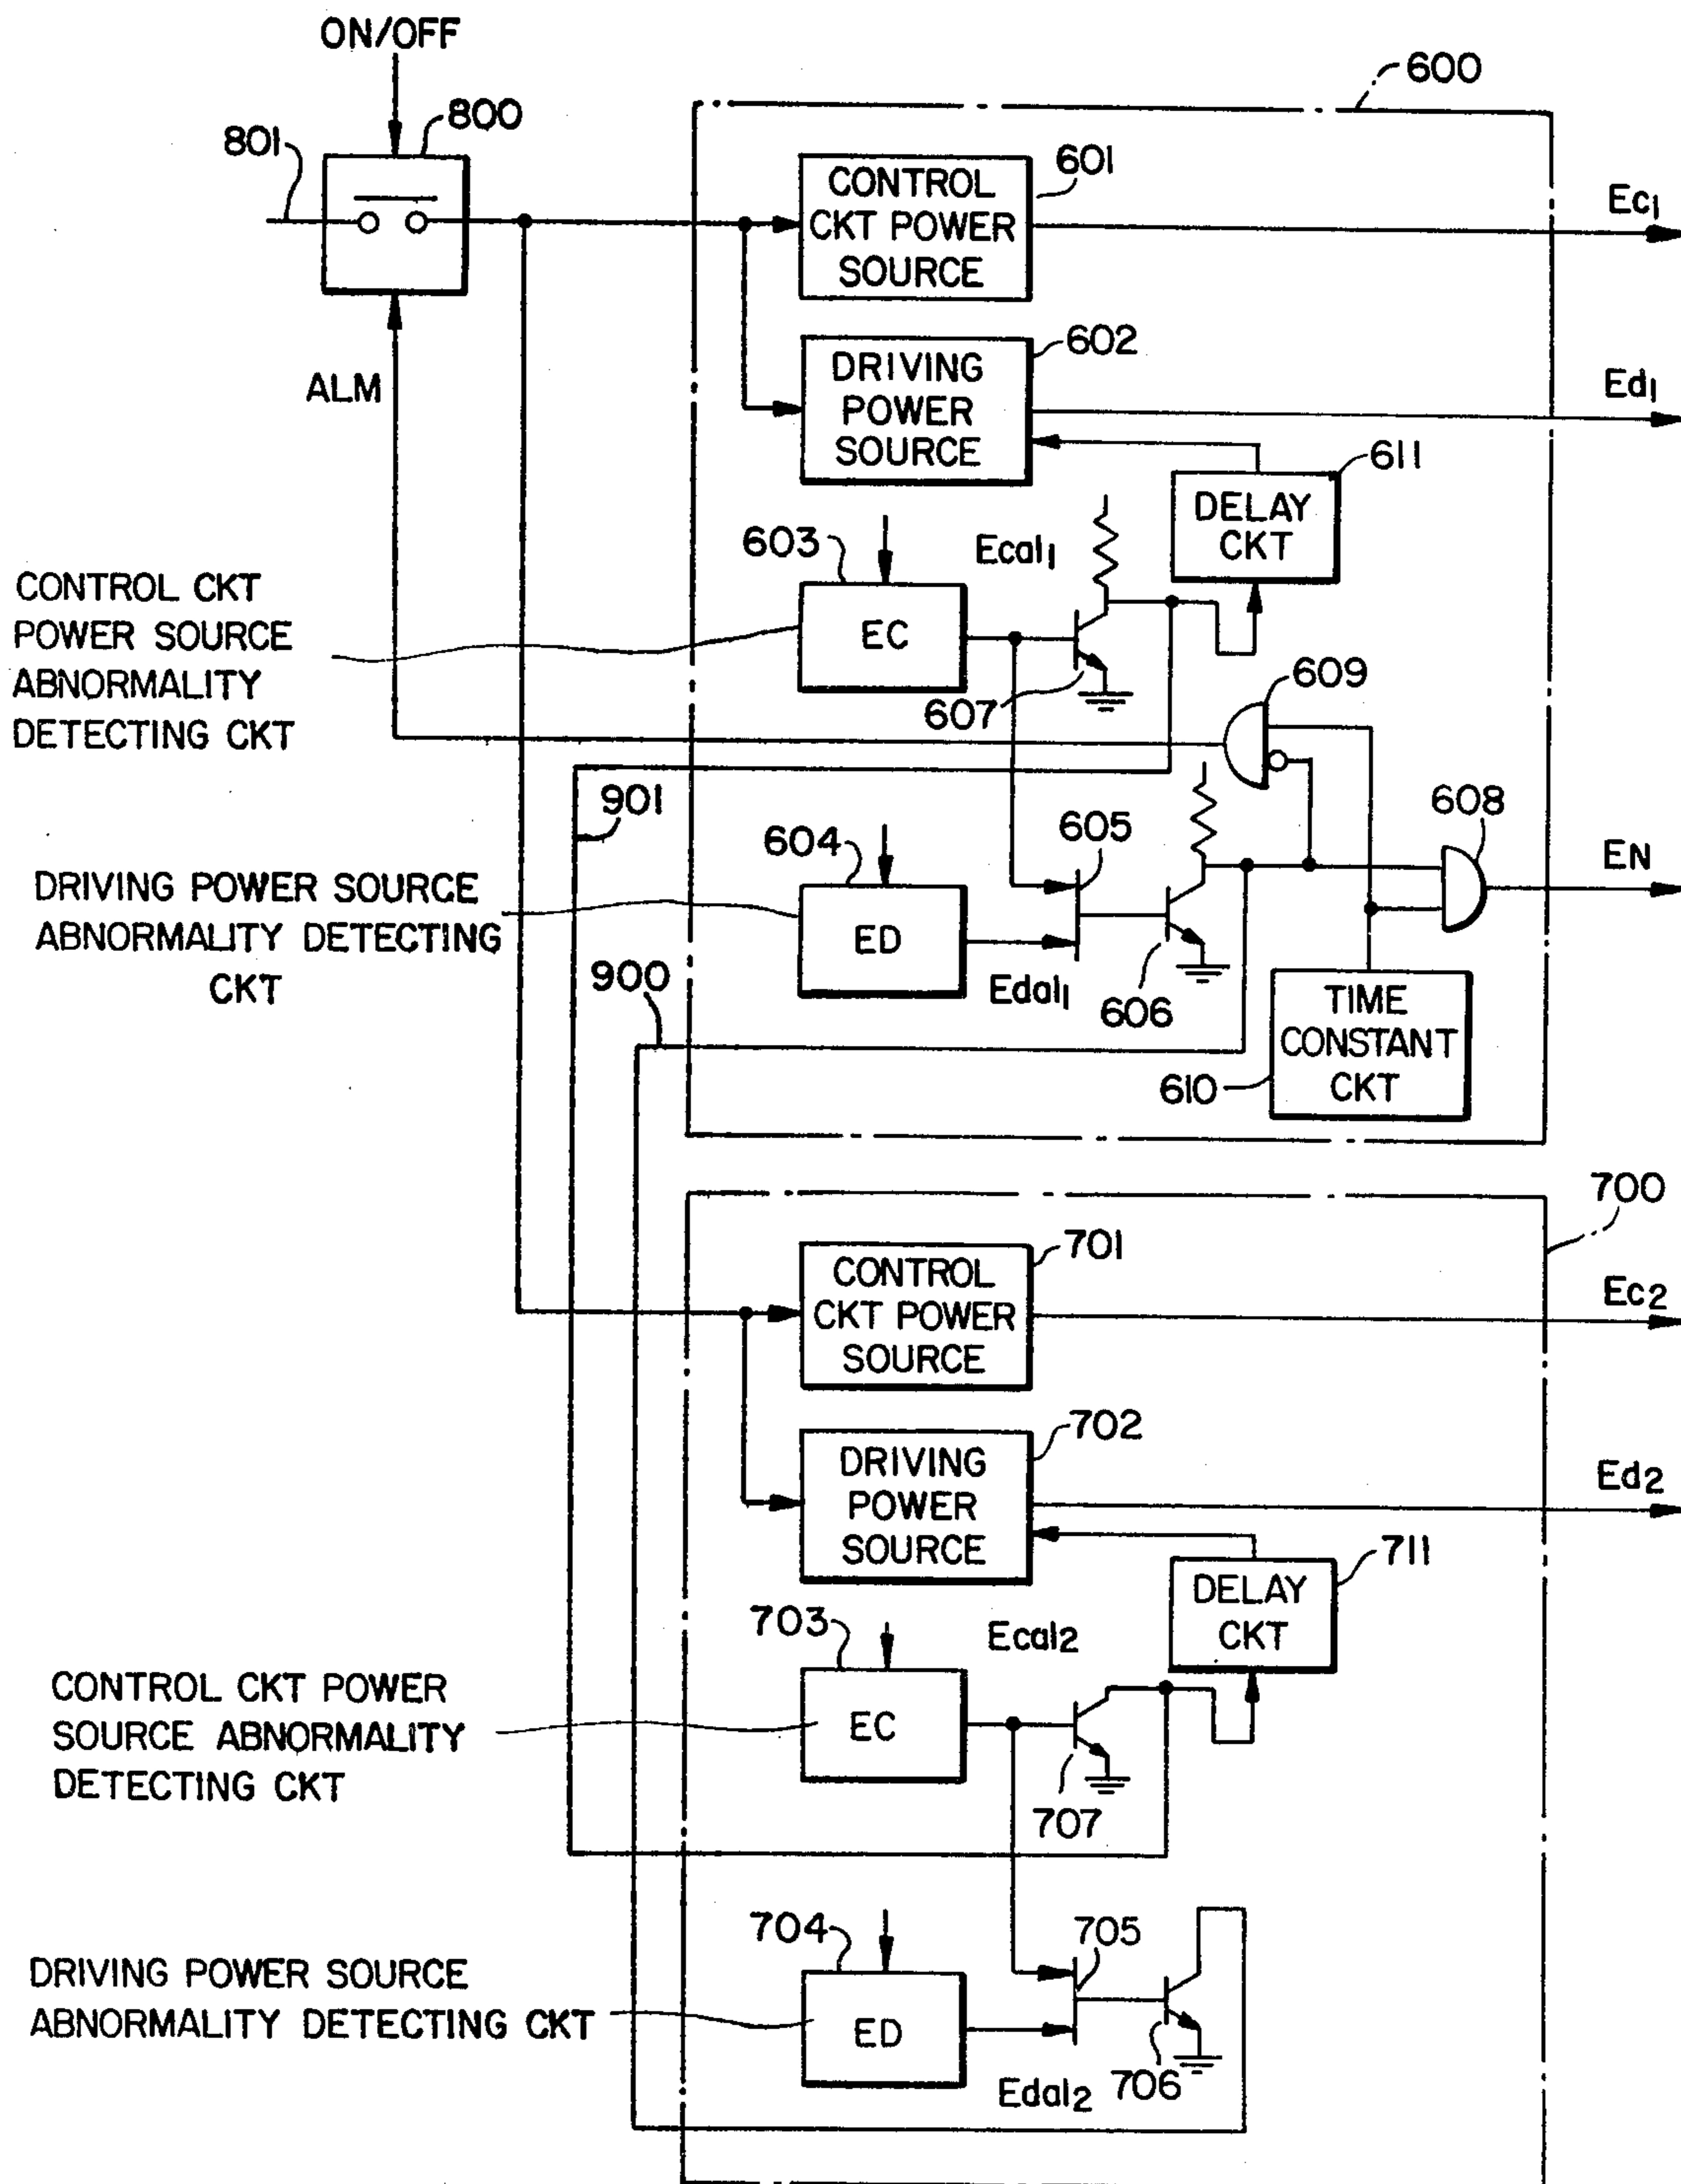 ON/OFF
600
800
801
601
CONTROL
CKT POWER
SOURCE
Ec1
602
DRIVING
POWER
SOURCE
Ed1
ALM
611
DELAY
CKT
603
Ecal1
EC
CONTROL CKT
POWER SOURCE
ABNORMALITY
DETECTING CKT
607
609
901
605
608
604
EN
DRIVING POWER SOURCE
ABNORMALITY DETECTING
CKT
ED
900
Edal1
606
TIME
CONSTANT
CKT
610
700
701
CONTROL
CKT POWER
SOURCE
Ec2
702
DRIVING
POWER
SOURCE
Ed2
711
DELAY
CKT
703
Ecal2
EC
CONTROL CKT POWER
SOURCE ABNORMALITY
DETECTING CKT
707
704
705
DRIVING POWER SOURCE
ABNORMALITY DETECTING CKT
ED
Edal2
706